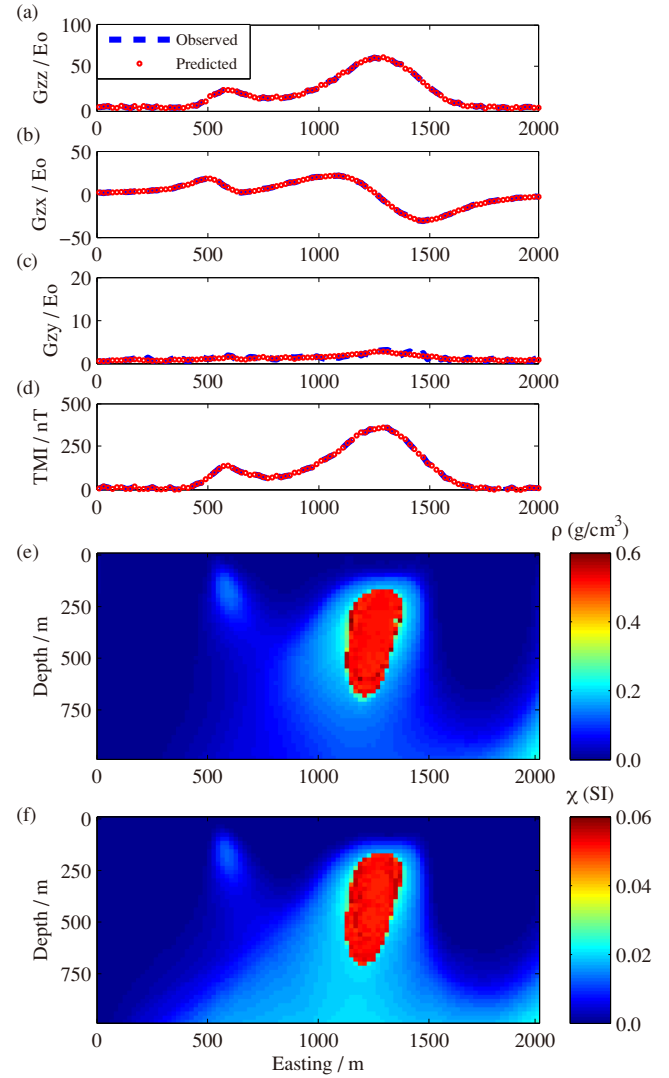 (a)
100
50
0
Gzz / Eo
Observed
Predicted
0 500 1000 1500 2000
(b)
50
0
−50
Gzx / Eo
0 500 1000 1500 2000
(c)
20
10
0
Gzy / Eo
0 500 1000 1500 2000
(d)
500
250
0
TMI / nT
0 500 1000 1500 2000
(e)
ρ (g/cm³)
0
250
500
750
Depth / m
0 500 1000 1500 2000
0.6
0.4
0.2
0.0
(f)
χ (SI)
0
250
500
750
Depth / m
0 500 1000 1500 2000
Easting / m
0.06
0.04
0.02
0.0